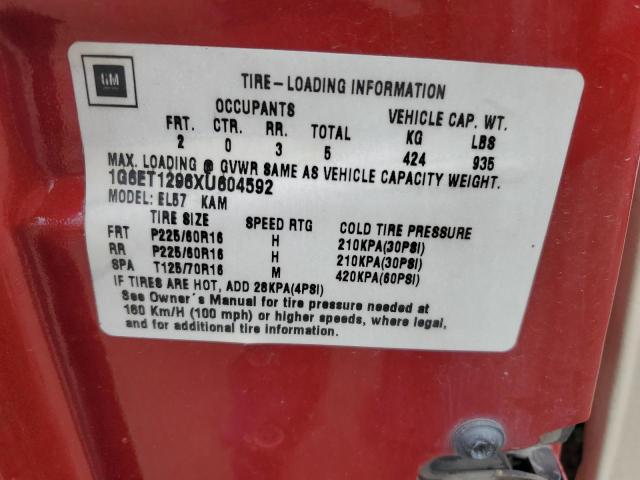 GM
TIRE-LOADING INFORMATION
OCCUPANTS VEHICLE CAP. WT.
FRT. CTR. RR. TOTAL KG LBS
2 0 3 5 424 935
MAX. LOADING @ GVWR SAME AS VEHICLE CAPACITY WEIGHT.
1G6ET1296XU604592
MODEL: EL57 KAM
TIRE SIZE SPEED RTG COLD TIRE PRESSURE
FRT P225/60R16 H 210KPA(30PSI)
RR P225/60R16 H 210KPA(30PSI)
SPA T125/70R16 M 420KPA(60PSI)
IF TIRES ARE HOT, ADD 28KPA(4PSI)
See Owner's Manual for tire pressure needed at
160 Km/H (100 mph) or higher speeds, where legal,
and for additional tire information.